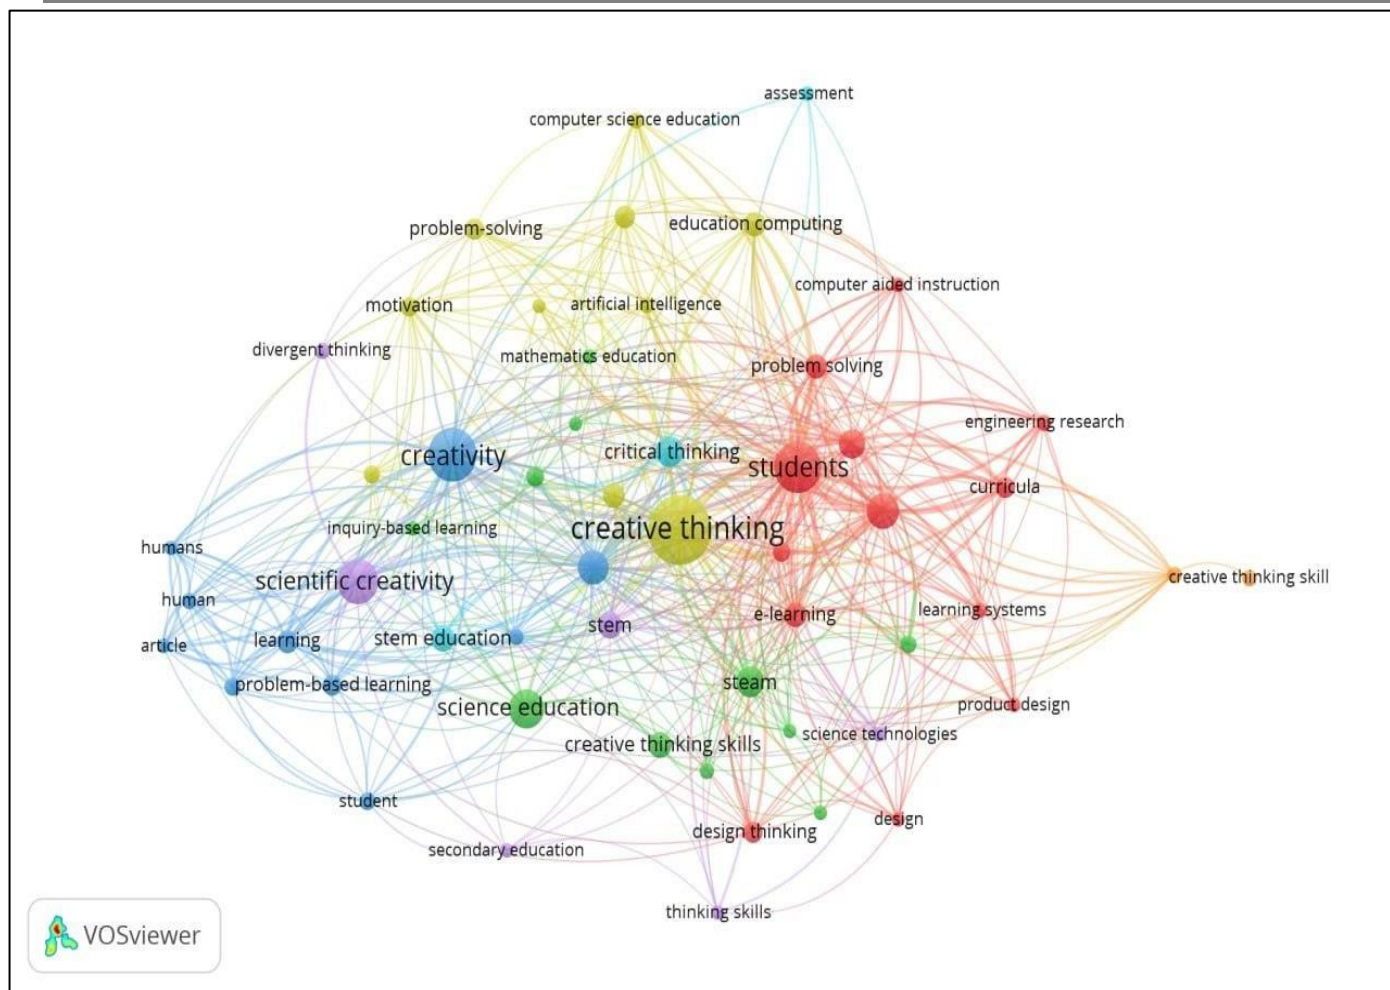 assessment
computer science education
problem-solving
education computing
computer aided instruction
motivation
artificial intelligence
divergent thinking
mathematics education
problem solving
engineering research
creativity
critical thinking
students
curricula
inquiry-based learning
creative thinking
humans
scientific creativity
creative thinking skill
human
learning systems
e-learning
stem
article
learning
stem education
problem-based learning
steam
science education
product design
science technologies
creative thinking skills
student
design thinking
design
secondary education
thinking skills
VOSviewer